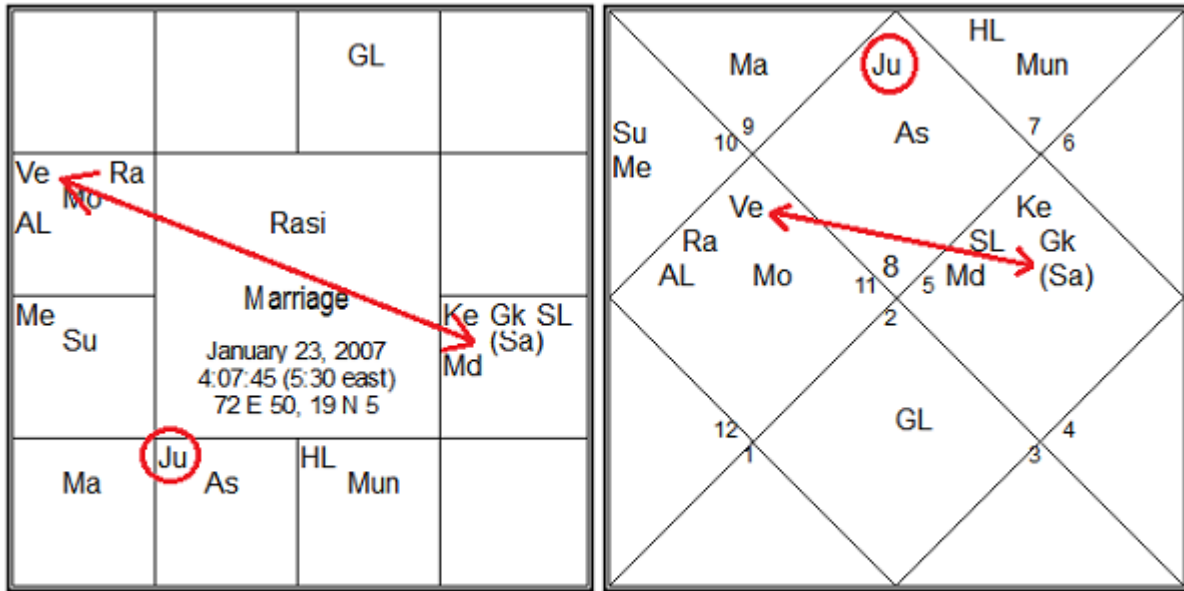 GL
Ve Ra
Mo
AL
Rasi
Marriage
January 23, 2007
4:07:45 (5:30 east)
72 E 50, 19 N 5
Me
Su
Ke Gk SL
(Sa)
Md
Ju
Ma
As
HL
Mun
HL
Ma
Ju
Mun
Su
Me
As
10 9
7 6
Ve
Ra
AL
Mo
Ke
SL Gk
Md (Sa)
8
11 5
2
GL
12
1
4
3